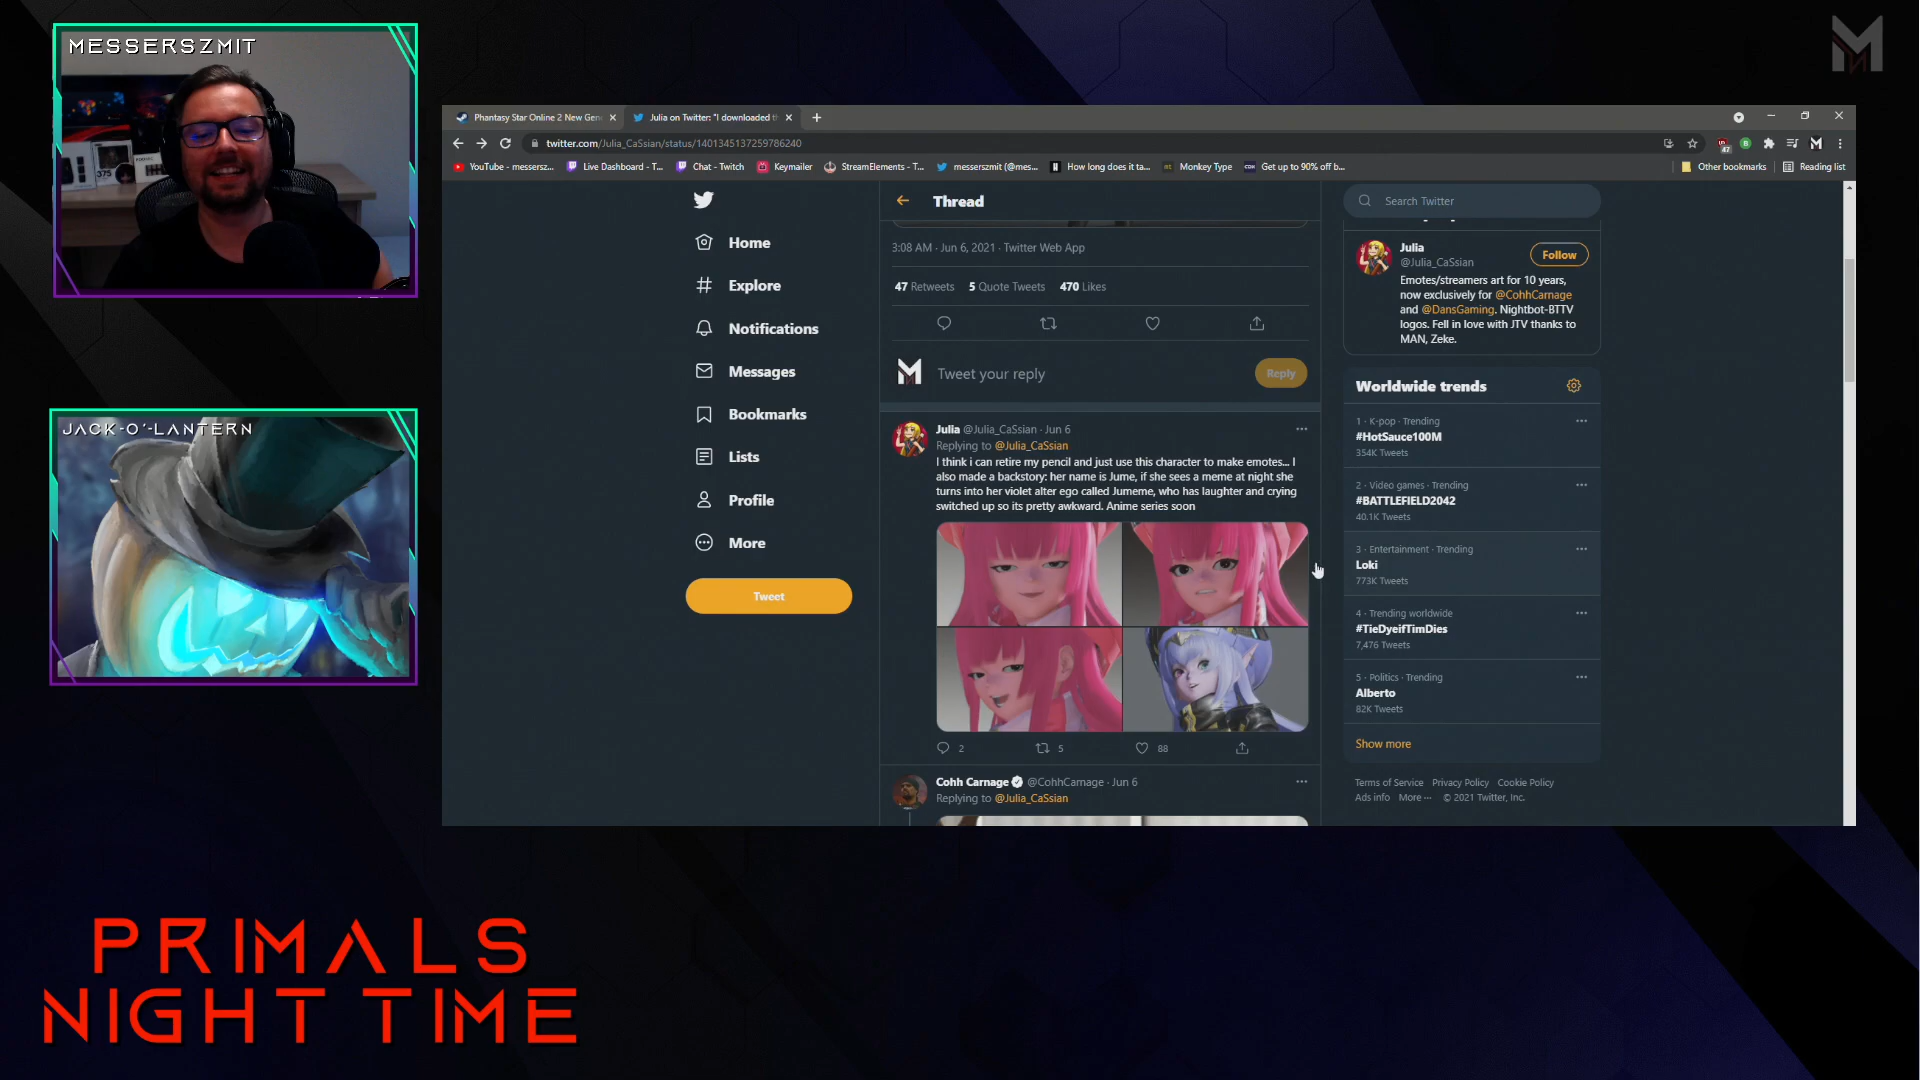 MESSERSZMIT
JACK-O'-LANTERN
PRIMALS
NIGHT TIME
Phantasy Star Online 2 New Gen
Julia on Twitter: "I downloaded th
twitter.com/Julia_CaSsian/status/1401345137259786240
YouTube - messersz...
Live Dashboard - T...
Chat - Twitch
Keymailer
StreamElements - T...
messerszmit (@mes...
How long does it ta...
Monkey Type
Get up to 90% off b...
Other bookmarks
Reading list
Home
Explore
Notifications
Messages
Bookmarks
Lists
Profile
More
Tweet
Thread
3:08 AM · Jun 6, 2021 · Twitter Web App
47 Retweets 5 Quote Tweets 470 Likes
Tweet your reply
Reply
Julia @Julia_CaSsian · Jun 6
Replying to @Julia_CaSsian
I think i can retire my pencil and just use this character to make emotes... I
also made a backstory: her name is Jume, if she sees a meme at night she
turns into her violet alter ego called Jumeme, who has laughter and crying
switched up so its pretty awkward. Anime series soon
2 5 88
Cohh Carnage @CohhCarnage · Jun 6
Replying to @Julia_CaSsian
Search Twitter
Julia
@Julia_CaSsian
Follow
Emotes/streamers art for 10 years,
now exclusively for @CohhCarnage
and @DansGaming. Nightbot-BTTV
logos. Fell in love with JTV thanks to
MAN, Zeke.
Worldwide trends
1 · K-pop · Trending
#HotSauce100M
354K Tweets
2 · Video games · Trending
#BATTLEFIELD2042
40.1K Tweets
3 · Entertainment · Trending
Loki
773K Tweets
4 · Trending worldwide
#TieDyeifTimDies
7,476 Tweets
5 · Politics · Trending
Alberto
82K Tweets
Show more
Terms of Service Privacy Policy Cookie Policy
Ads info More ··· © 2021 Twitter, Inc.